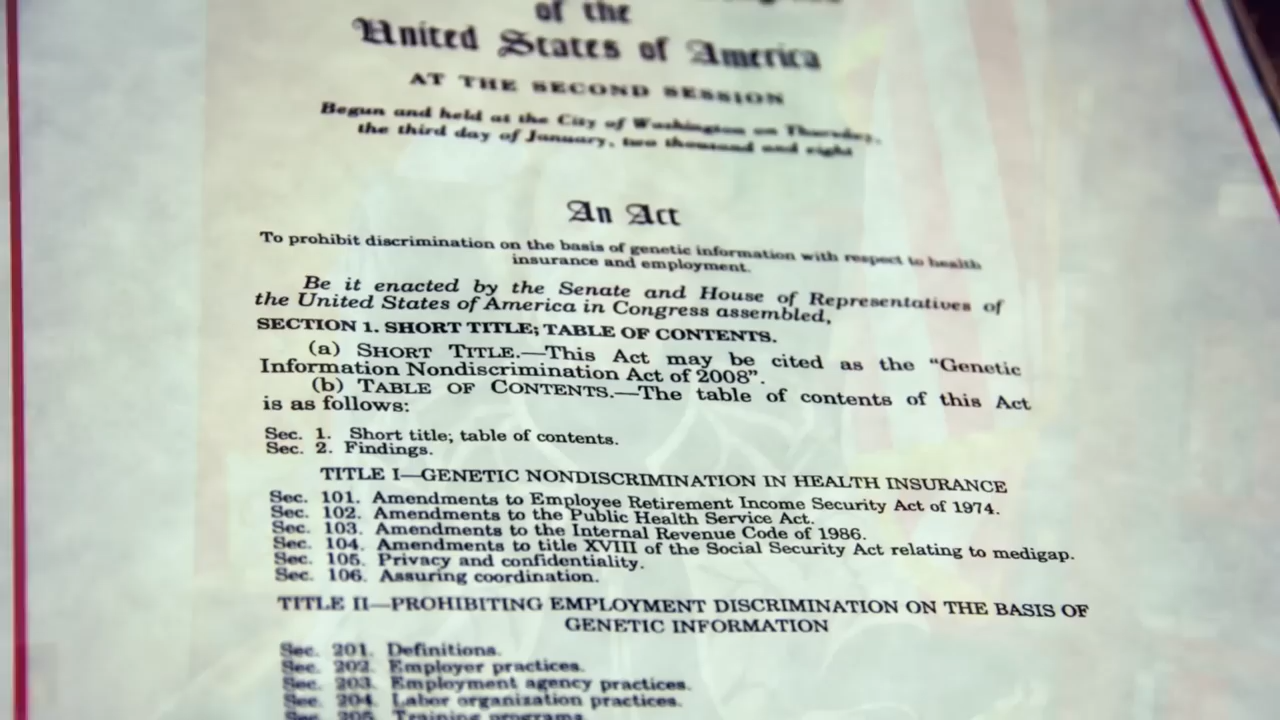 of the
United States of America
AT THE SECOND SESSION
Begun and held at the City of Washington on Thursday,
the third day of January, two thousand and eight
An Act
To prohibit discrimination on the basis of genetic information with respect to health
insurance and employment.
Be it enacted by the Senate and House of Representatives of
the United States of America in Congress assembled,
SECTION 1. SHORT TITLE; TABLE OF CONTENTS.
(a) SHORT TITLE.—This Act may be cited as the “Genetic
Information Nondiscrimination Act of 2008”.
(b) TABLE OF CONTENTS.—The table of contents of this Act
is as follows:
Sec. 1. Short title; table of contents.
Sec. 2. Findings.
TITLE I—GENETIC NONDISCRIMINATION IN HEALTH INSURANCE
Sec. 101. Amendments to Employee Retirement Income Security Act of 1974.
Sec. 102. Amendments to the Public Health Service Act.
Sec. 103. Amendments to the Internal Revenue Code of 1986.
Sec. 104. Amendments to title XVIII of the Social Security Act relating to medigap.
Sec. 105. Privacy and confidentiality.
Sec. 106. Assuring coordination.
TITLE II—PROHIBITING EMPLOYMENT DISCRIMINATION ON THE BASIS OF
GENETIC INFORMATION
Sec. 201. Definitions.
Sec. 202. Employer practices.
Sec. 203. Employment agency practices.
Sec. 204. Labor organization practices.
Sec. 205. Training programs.